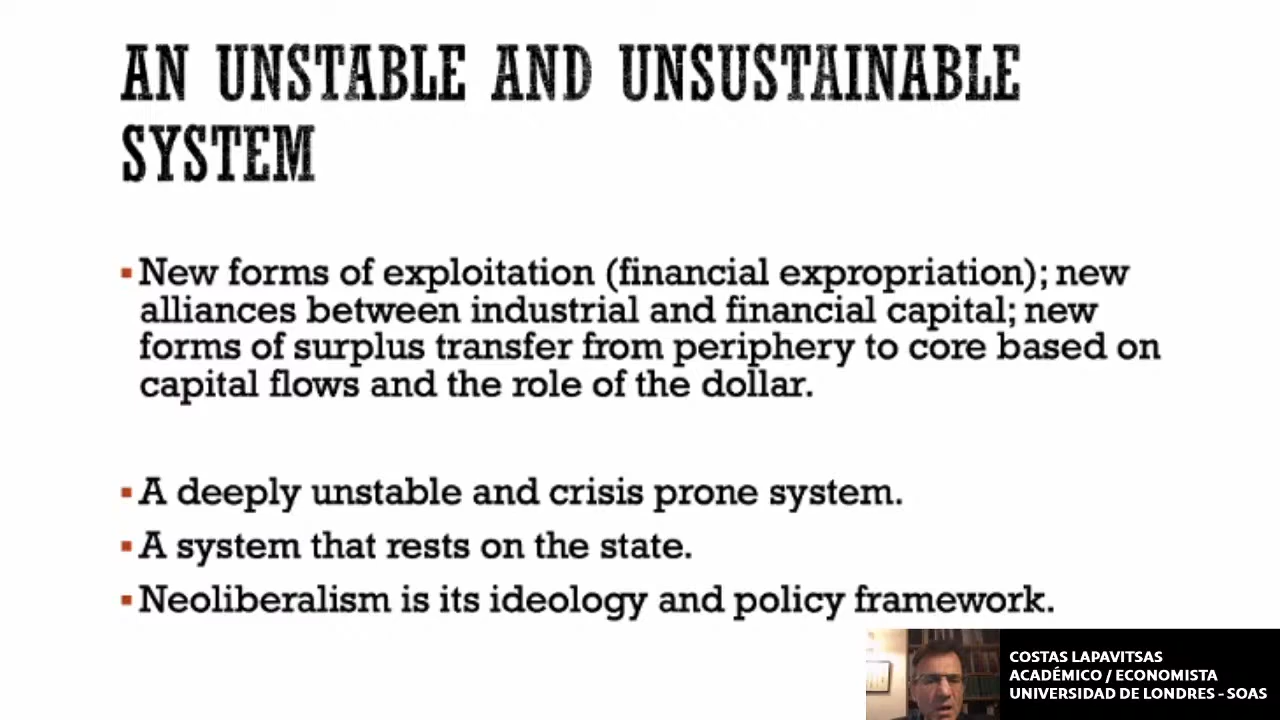 AN UNSTABLE AND UNSUSTAINABLE
SYSTEM
New forms of exploitation (financial expropriation); new
alliances between industrial and financial capital; new
forms of surplus transfer from periphery to core based on
capital flows and the role of the dollar.
A deeply unstable and crisis prone system.
A system that rests on the state.
Neoliberalism is its ideology and policy framework.
COSTAS LAPAVITSAS
ACADÉMICO / ECONOMISTA
UNIVERSIDAD DE LONDRES - SOAS